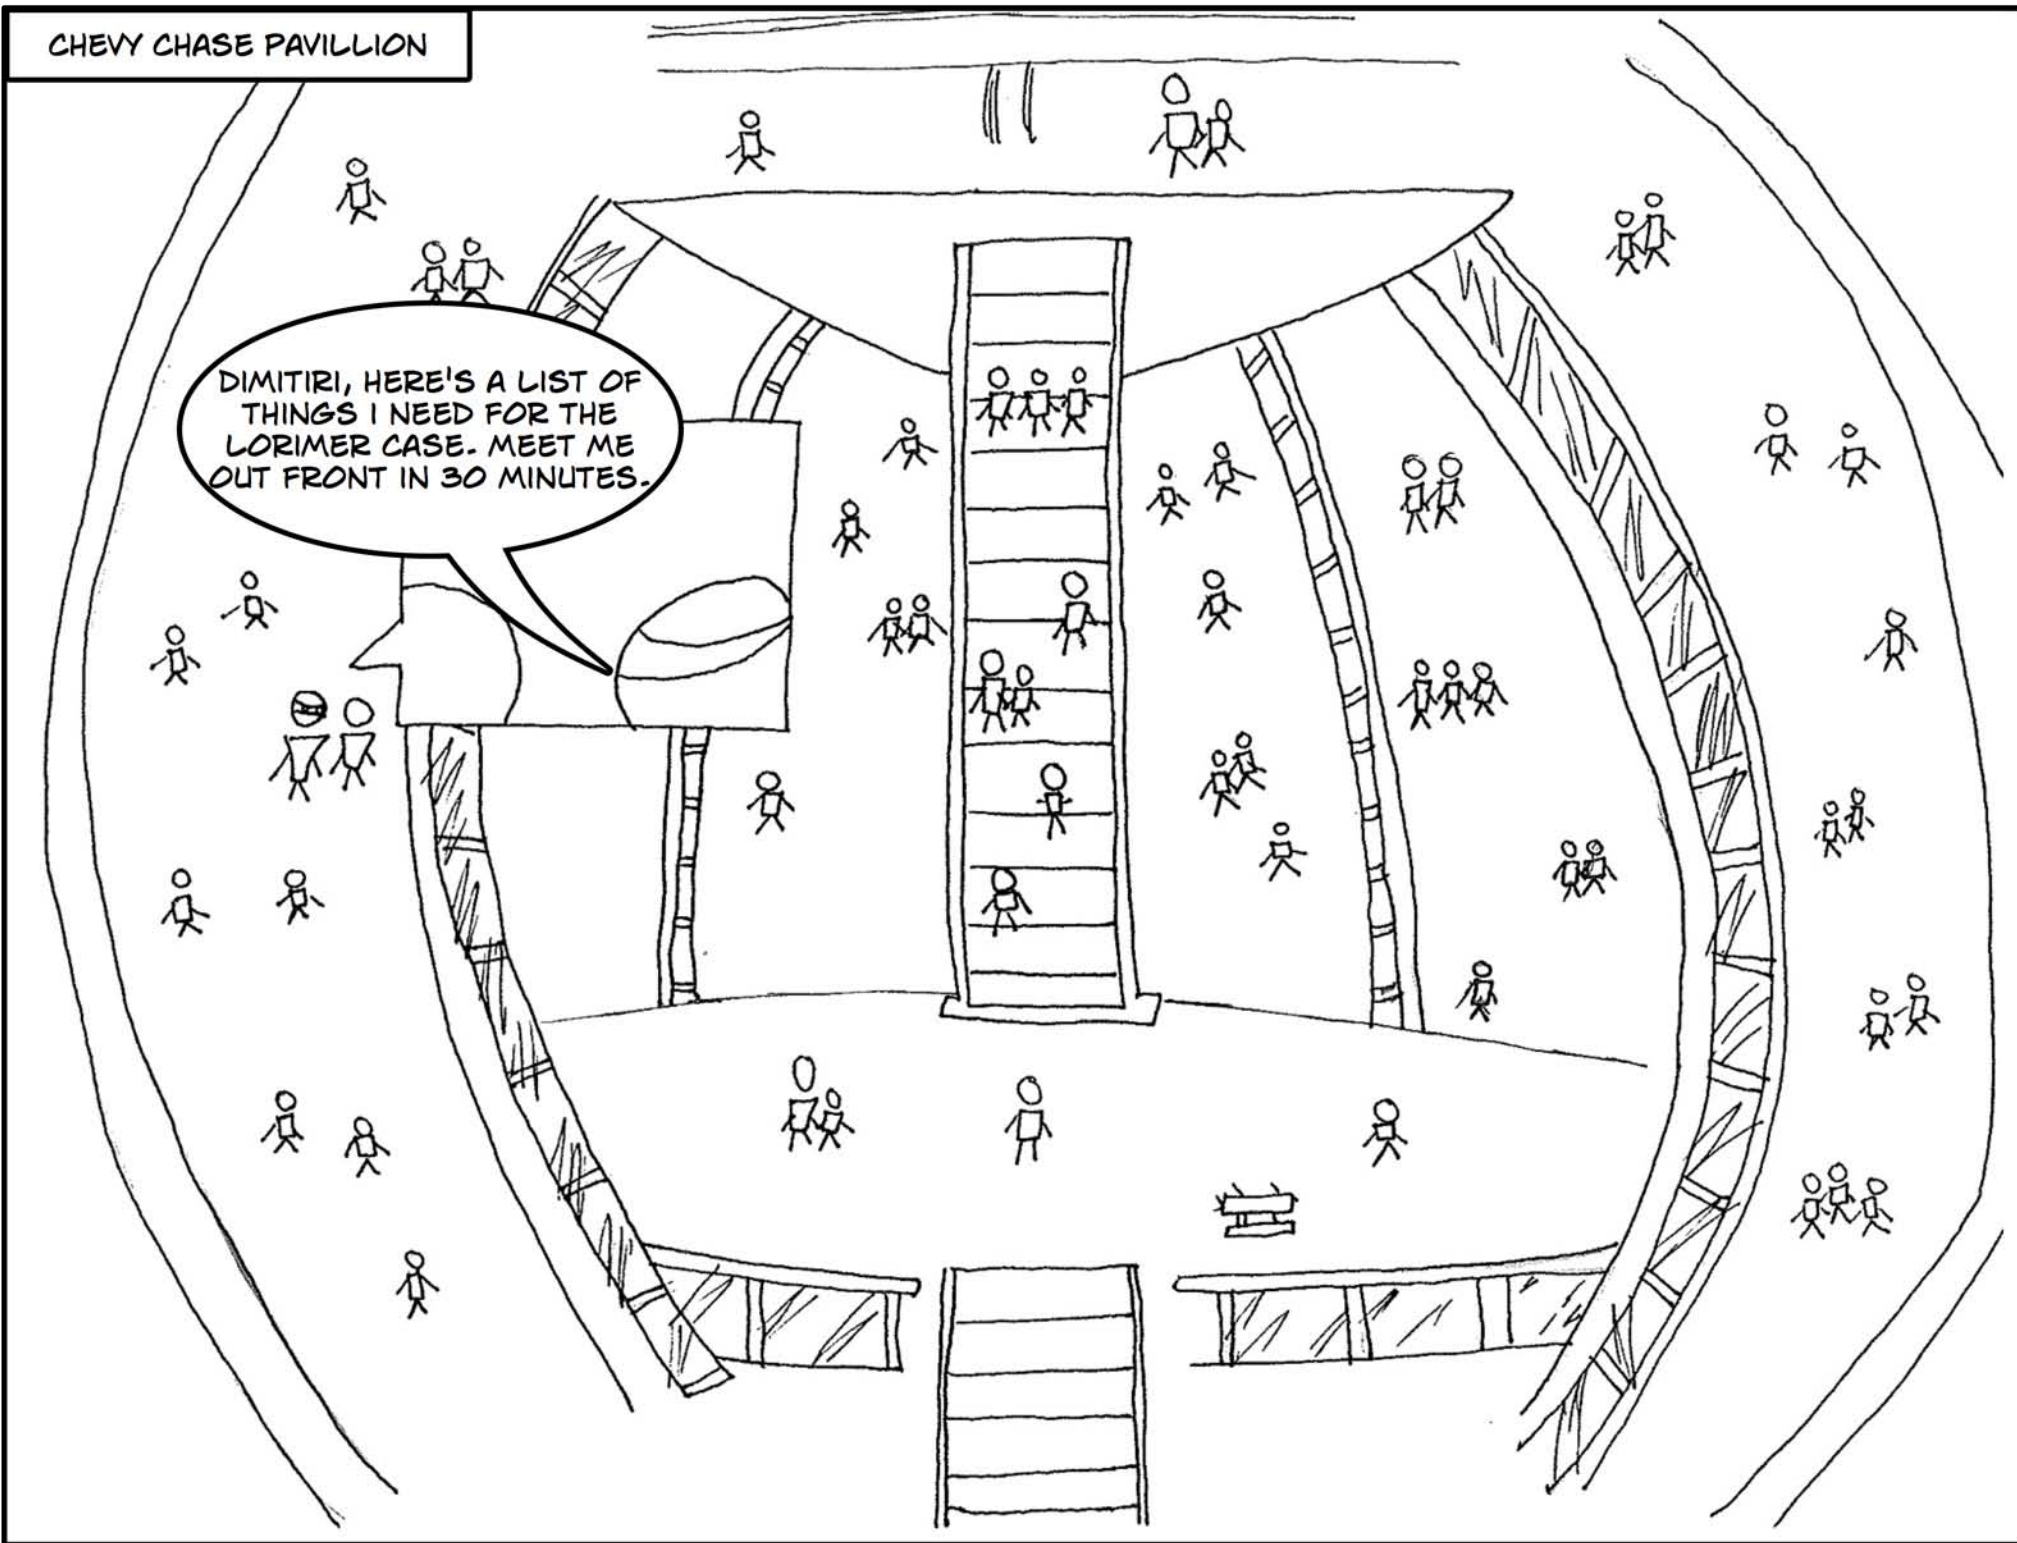 CHEVY CHASE PAVILLION
DIMITIRI, HERE'S A LIST OF
THINGS I NEED FOR THE
LORIMER CASE. MEET ME
OUT FRONT IN 30 MINUTES.